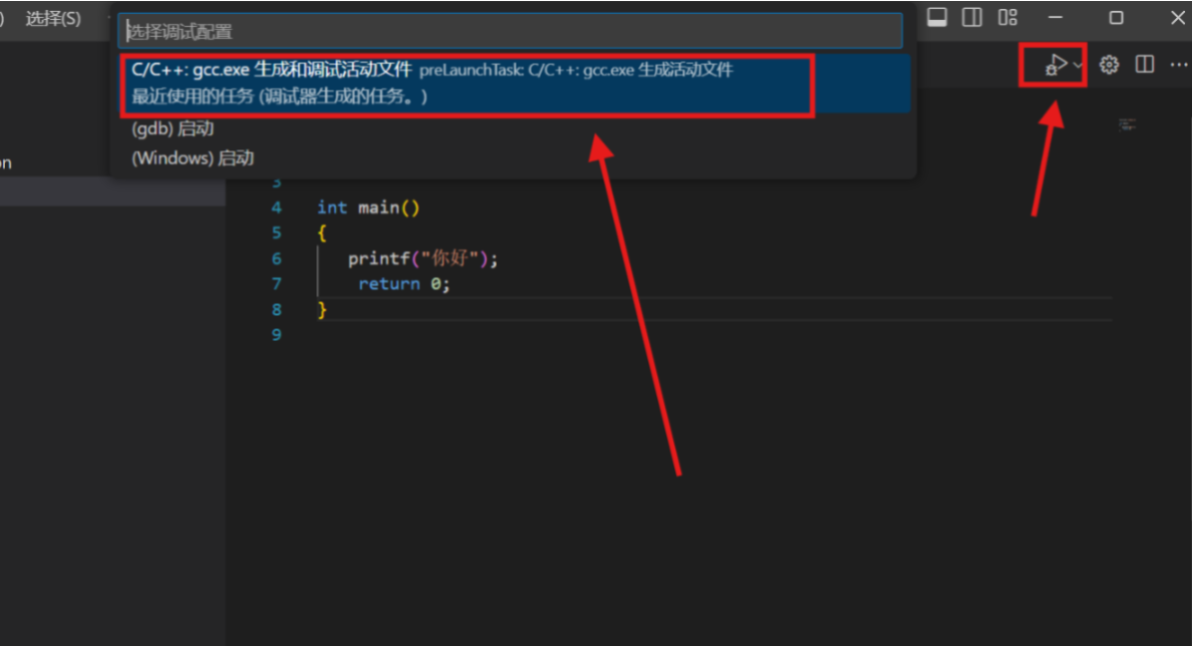 选择(S)
选择调试配置
C/C++: gcc.exe 生成和调试活动文件 preLaunchTask: C/C++: gcc.exe 生成活动文件
最近使用的任务 (调试器生成的任务。)
(gdb) 启动
(Windows) 启动
on
3
4 int main()
5 {
6 printf("你好");
7 return 0;
8 }
9